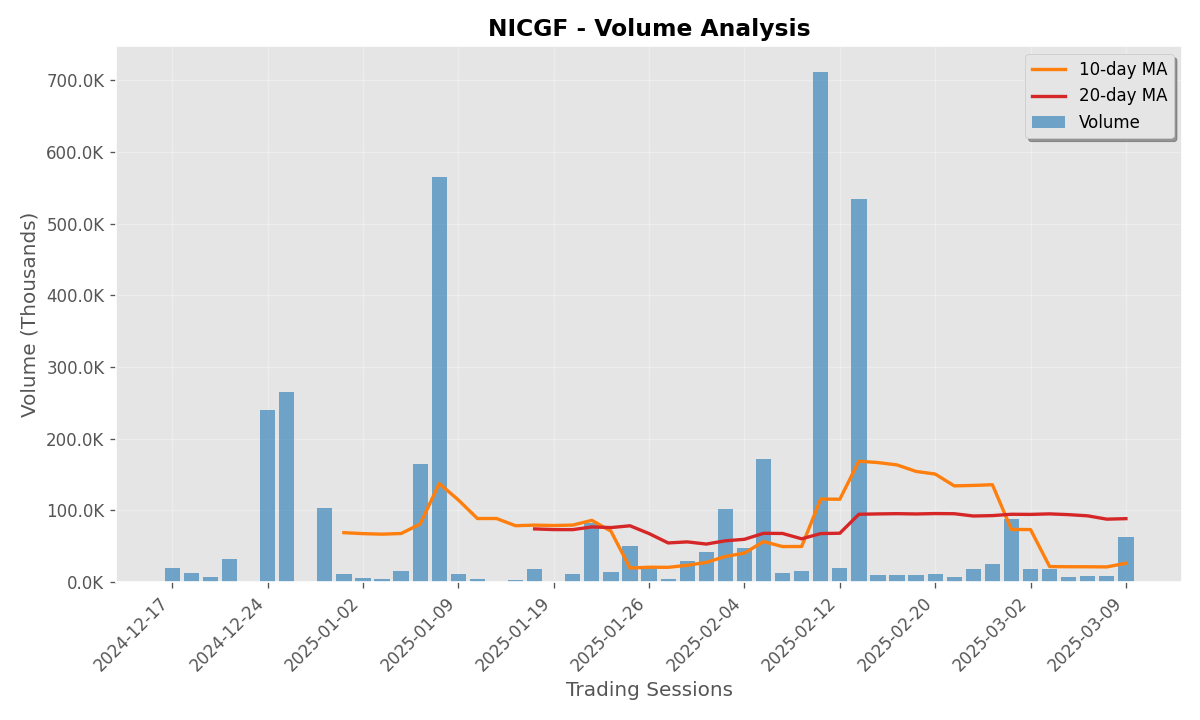 NICGF - Volume Analysis
10-day MA
20-day MA
Volume
Volume (Thousands)
700.0K
600.0K
500.0K
400.0K
300.0K
200.0K
100.0K
0.0K
2024-12-17
2024-12-24
2025-01-02
2025-01-09
2025-01-19
2025-01-26
2025-02-04
2025-02-12
2025-02-20
2025-03-02
2025-03-09
Trading Sessions